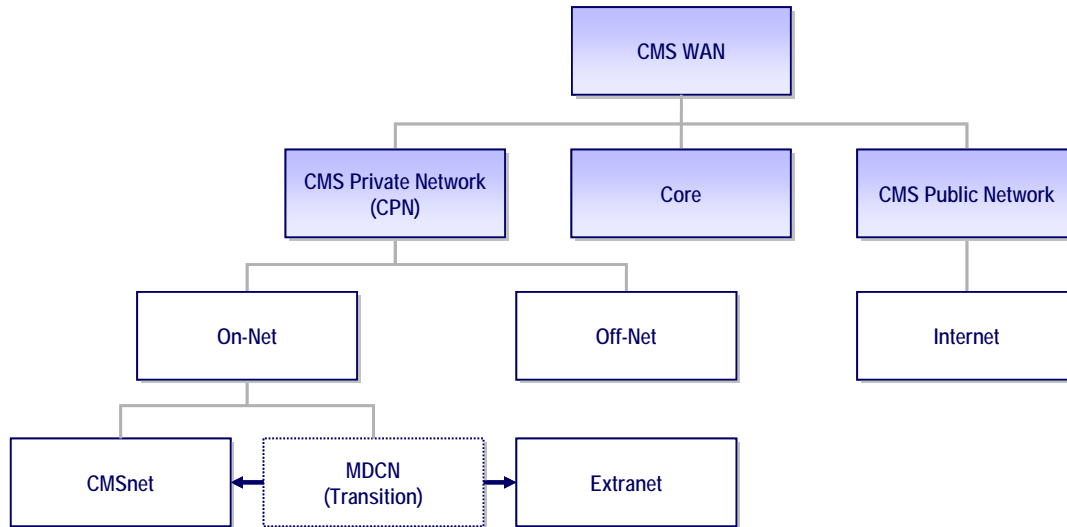 CMS WAN
CMS Private Network
(CPN)
Core
CMS Public Network
On-Net
Off-Net
Internet
CMSnet
MDCN
(Transition)
Extranet